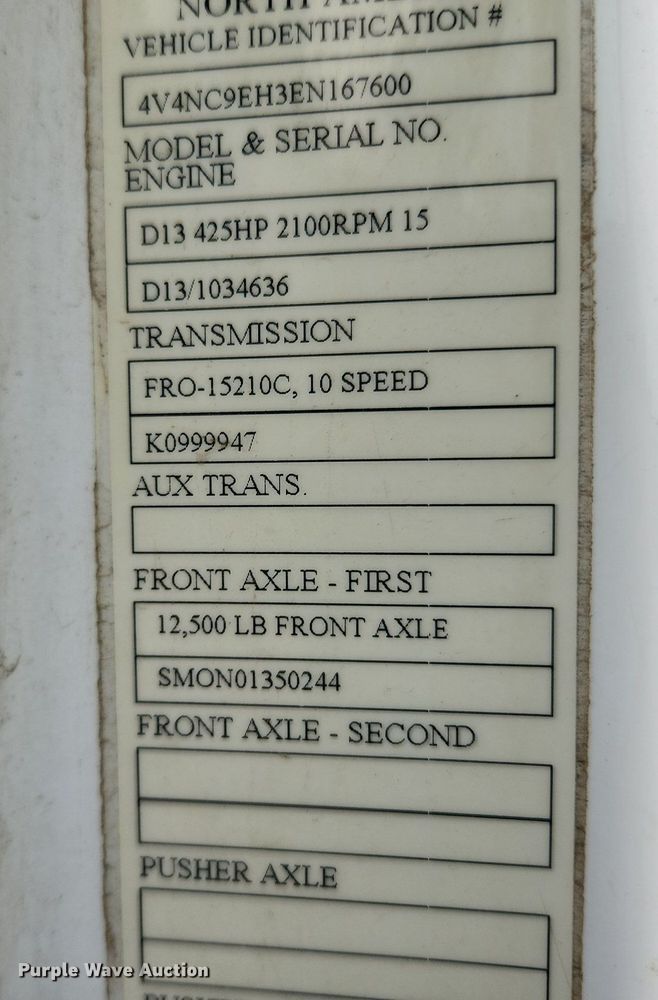 NORTH AME
VEHICLE IDENTIFICATION #
4V4NC9EH3EN167600
MODEL & SERIAL NO.
ENGINE
D13 425HP 2100RPM 15
D13/1034636
TRANSMISSION
FRO-15210C, 10 SPEED
K0999947
AUX TRANS.
FRONT AXLE - FIRST
12,500 LB FRONT AXLE
SMON01350244
FRONT AXLE - SECOND
PUSHER AXLE
Purple Wave Auction